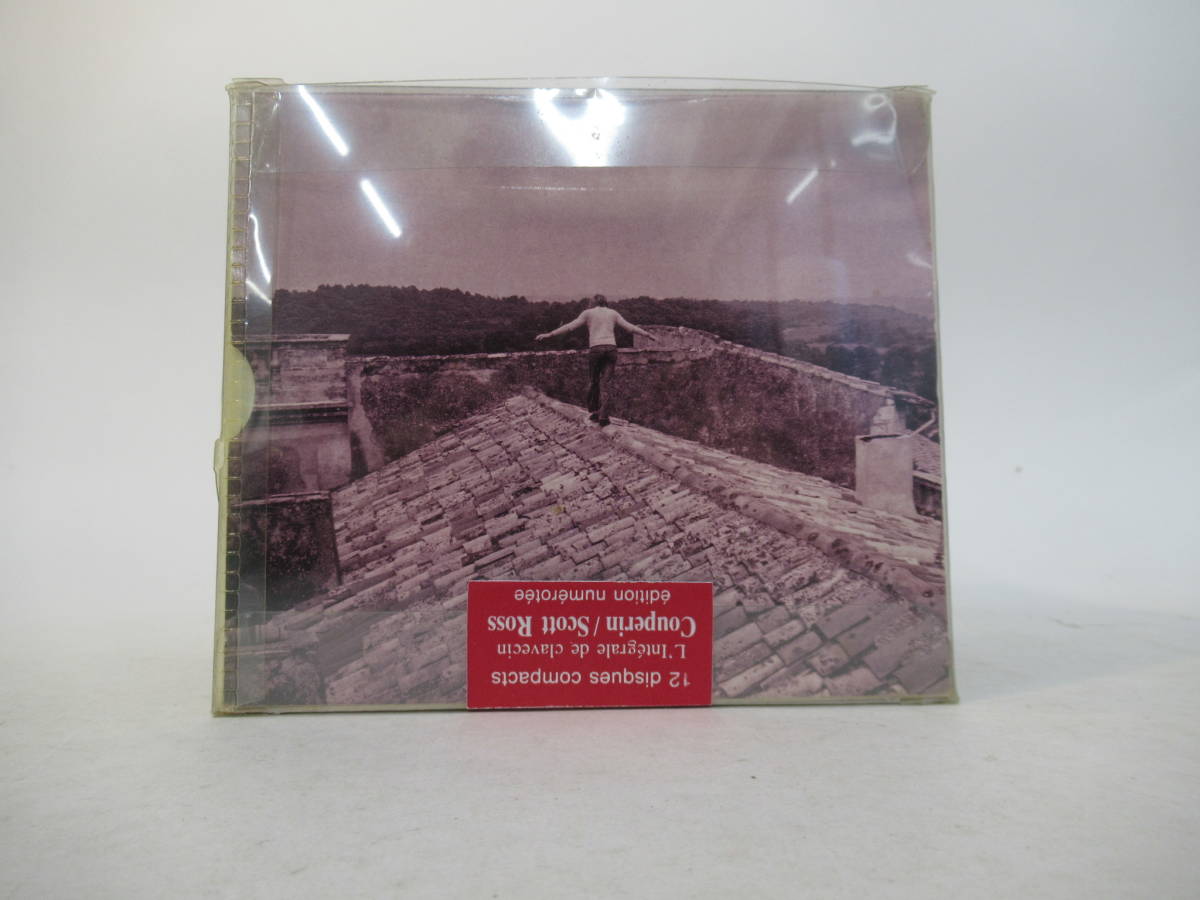 12 disques compacts
L'Intégrale de clavecin
Couperin / Scott Ross
édition numérotée